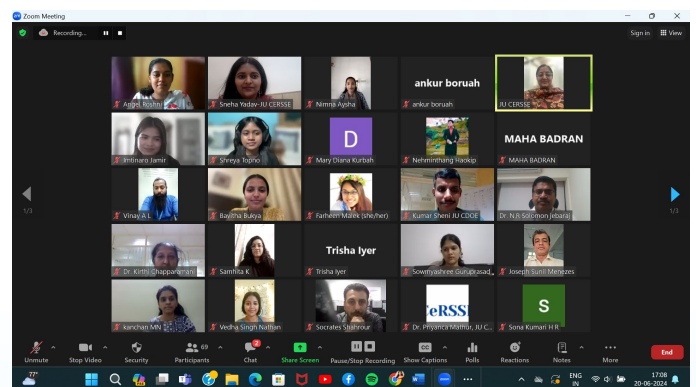 Zoom Meeting
Recording...
Sign in
View
ankur boruah
Angel Roshni
Sneha Yadav-JU CERSSE
Nimna Aysha
ankur boruah
JU CERSSE
D
MAHA BADRAN
Imtinaro Jamir
Shreya Topno
Mary Diana Kurbah
Nehminthang Haokip
MAHA BADRAN
1/3
1/3
Vinay A L
Bavitha Bukya
Farheen Malek (she/her)
Kumar Sheni JU CDOE
Dr. N.R Solomon Jebaraj
Trisha Iyer
Dr. Kirthi Chapparamani
Samhita K
Trisha Iyer
Sowmyashree Guruprasad
Joseph Sunil Menezes
eRSS
S
kanchan MN
Vedha Singh Nathan
Socrates Shahrour
Dr. Priyanca Mathur, JU C...
Sona Kumari H R
69
2
CC
Unmute
Stop Video
Security
Participants
Chat
Share Screen
Pause/Stop Recording
Show Captions
Polls
Reactions
Notes
More
End
77°
ENG
IN
17:08
20-06-2024